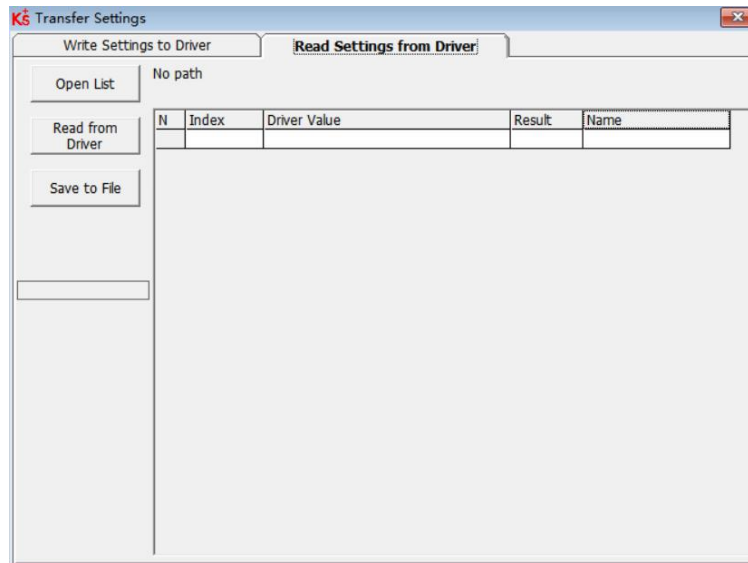 KS Transfer Settings
Write Settings to Driver
Read Settings from Driver
Open List
No path
Read from
Driver
N Index Driver Value Result Name
Save to File